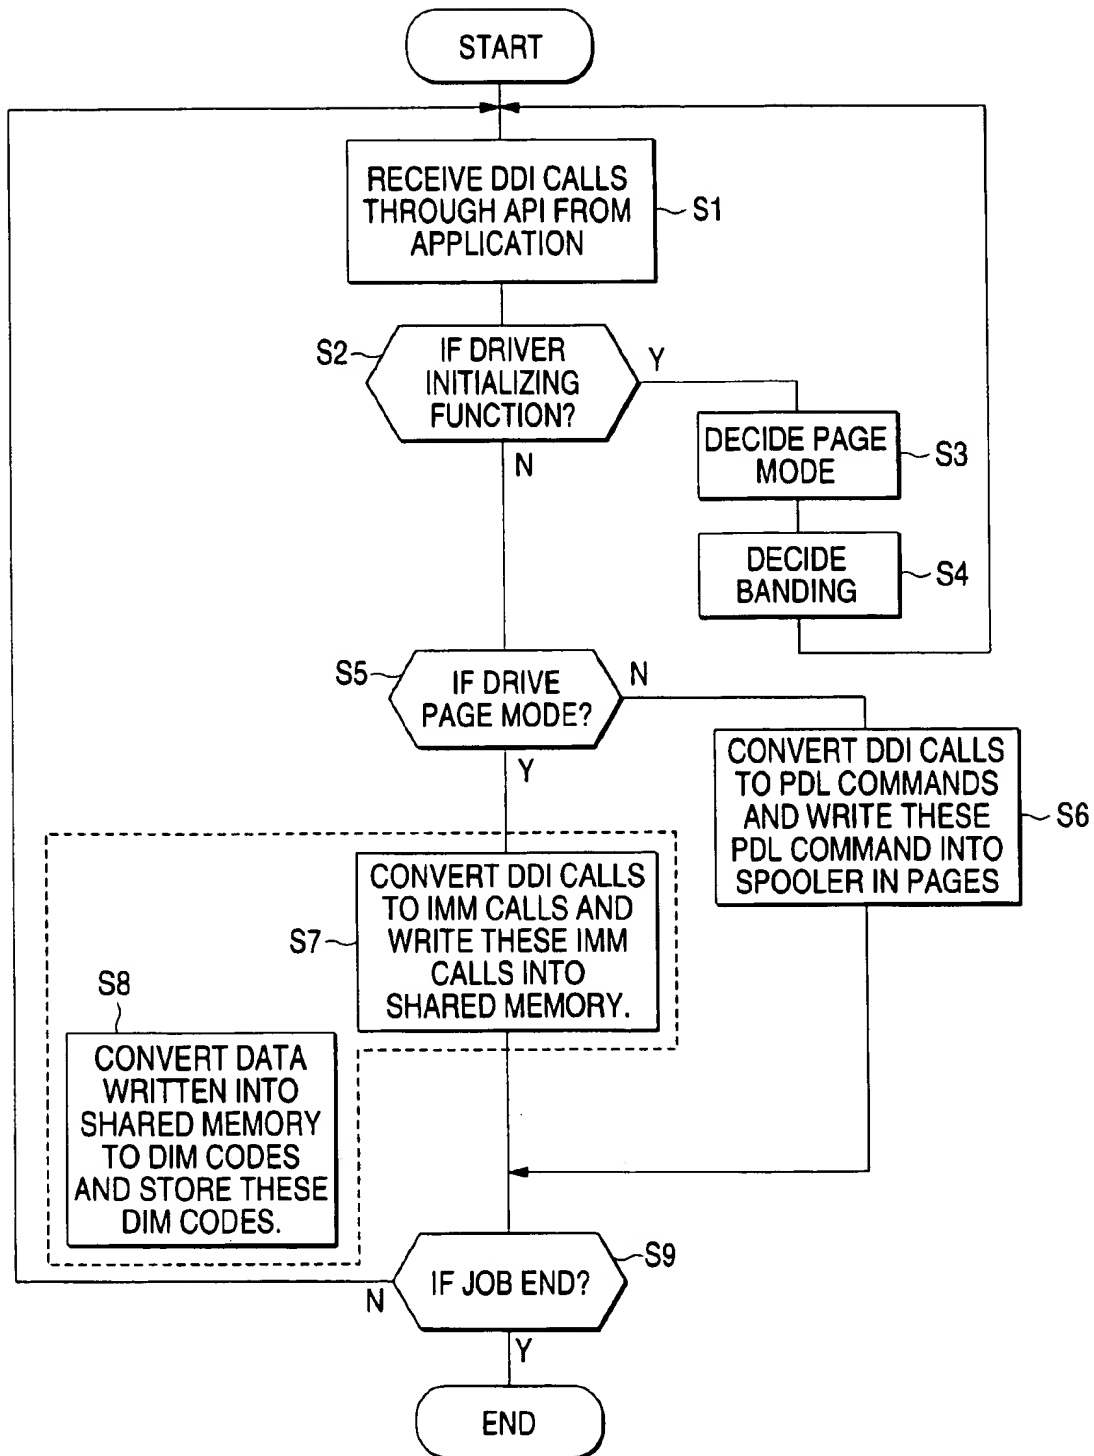 START
RECEIVE DDI CALLS
THROUGH API FROM
APPLICATION
S1
S2
IF DRIVER
INITIALIZING
FUNCTION?
Y
N
DECIDE PAGE
MODE
S3
DECIDE
BANDING
S4
S5
IF DRIVE
PAGE MODE?
N
Y
CONVERT DDI CALLS
TO PDL COMMANDS
AND WRITE THESE
PDL COMMAND INTO
SPOOLER IN PAGES
S6
S7
CONVERT DDI CALLS
TO IMM CALLS AND
WRITE THESE IMM
CALLS INTO
SHARED MEMORY.
S8
CONVERT DATA
WRITTEN INTO
SHARED MEMORY
TO DIM CODES
AND STORE THESE
DIM CODES.
IF JOB END?
S9
N
Y
END